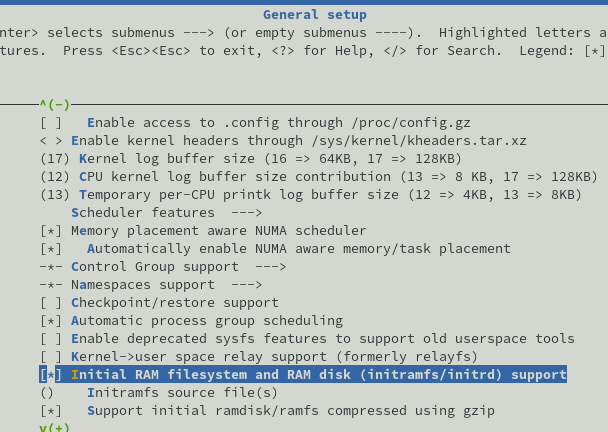 General setup
nter> selects submenus ---> (or empty submenus ----).  Highlighted letters a
tures.  Press <Esc><Esc> to exit, <?> for Help, </> for Search.  Legend: [*]
^(-)
[ ]   Enable access to .config through /proc/config.gz
< > Enable kernel headers through /sys/kernel/kheaders.tar.xz
(17) Kernel log buffer size (16 => 64KB, 17 => 128KB)
(12) CPU kernel log buffer size contribution (13 => 8 KB, 17 => 128KB)
(13) Temporary per-CPU printk log buffer size (12 => 4KB, 13 => 8KB)
Scheduler features  --->
[*] Memory placement aware NUMA scheduler
[*]   Automatically enable NUMA aware memory/task placement
-*- Control Group support  --->
-*- Namespaces support  --->
[ ] Checkpoint/restore support
[*] Automatic process group scheduling
[ ] Enable deprecated sysfs features to support old userspace tools
[ ] Kernel->user space relay support (formerly relayfs)
[*] Initial RAM filesystem and RAM disk (initramfs/initrd) support
()    Initramfs source file(s)
[*]   Support initial ramdisk/ramfs compressed using gzip
v(+)